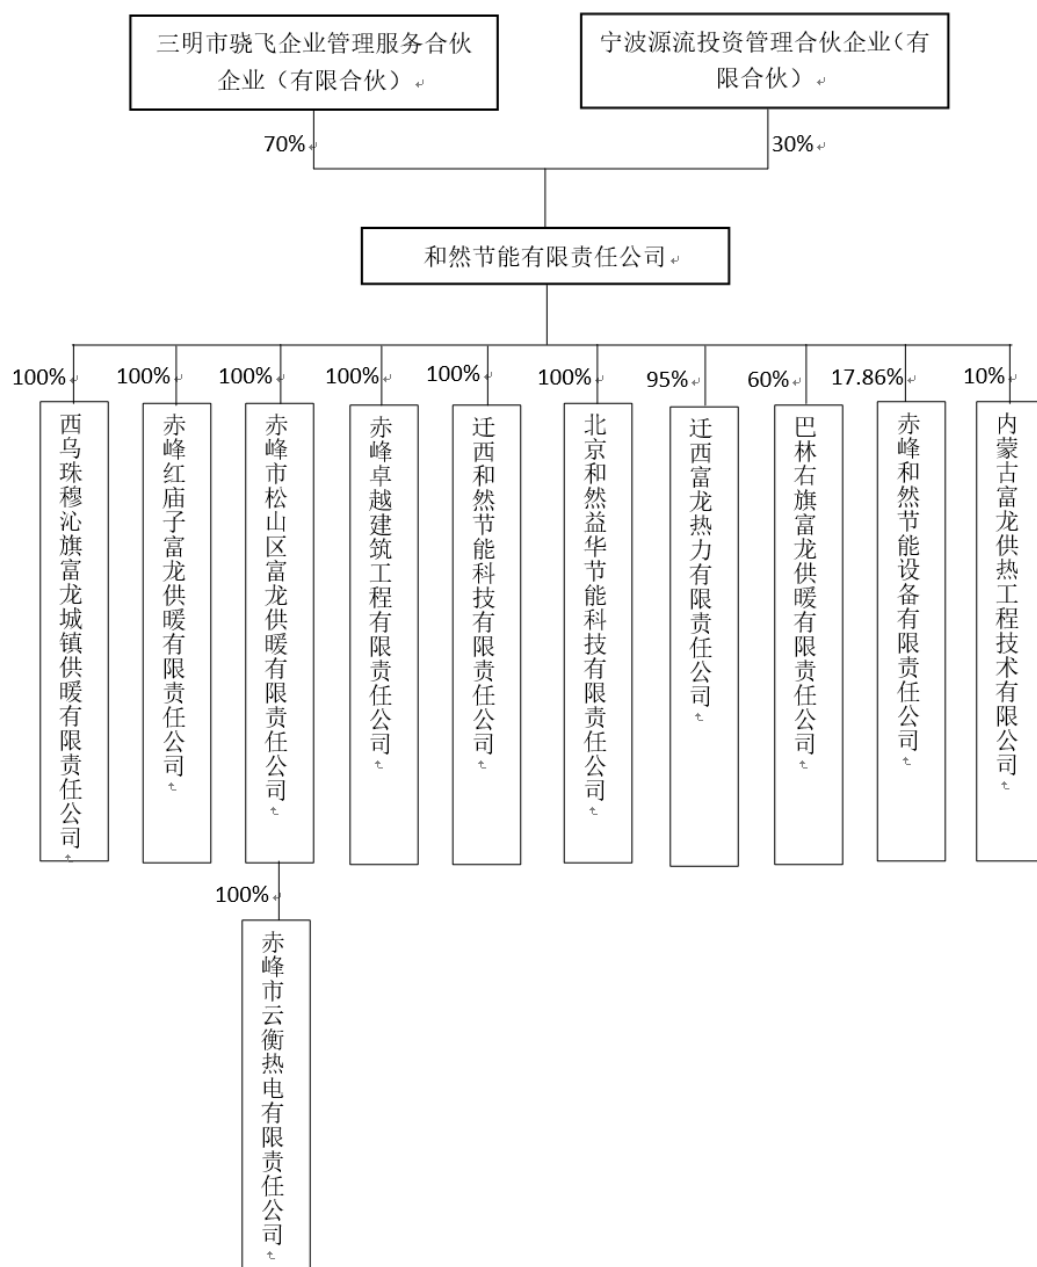 三明市骁飞企业管理服务合伙
企业（有限合伙）
宁波源流投资管理合伙企业（有
限合伙）
70%
30%
和然节能有限责任公司
100%
100%
100%
100%
100%
100%
95%
60%
17.86%
10%
西乌珠穆沁旗富龙城镇供暖有限责任公司
赤峰红庙子富龙供暖有限责任公司
赤峰市松山区富龙供暖有限责任公司
赤峰卓越建筑工程有限责任公司
迁西和然节能科技有限责任公司
北京和然益华节能科技有限责任公司
迁西富龙热力有限责任公司
巴林右旗富龙供暖有限责任公司
赤峰和然节能设备有限责任公司
内蒙古富龙供热工程技术有限公司
100%
赤峰市云衡热电有限责任公司